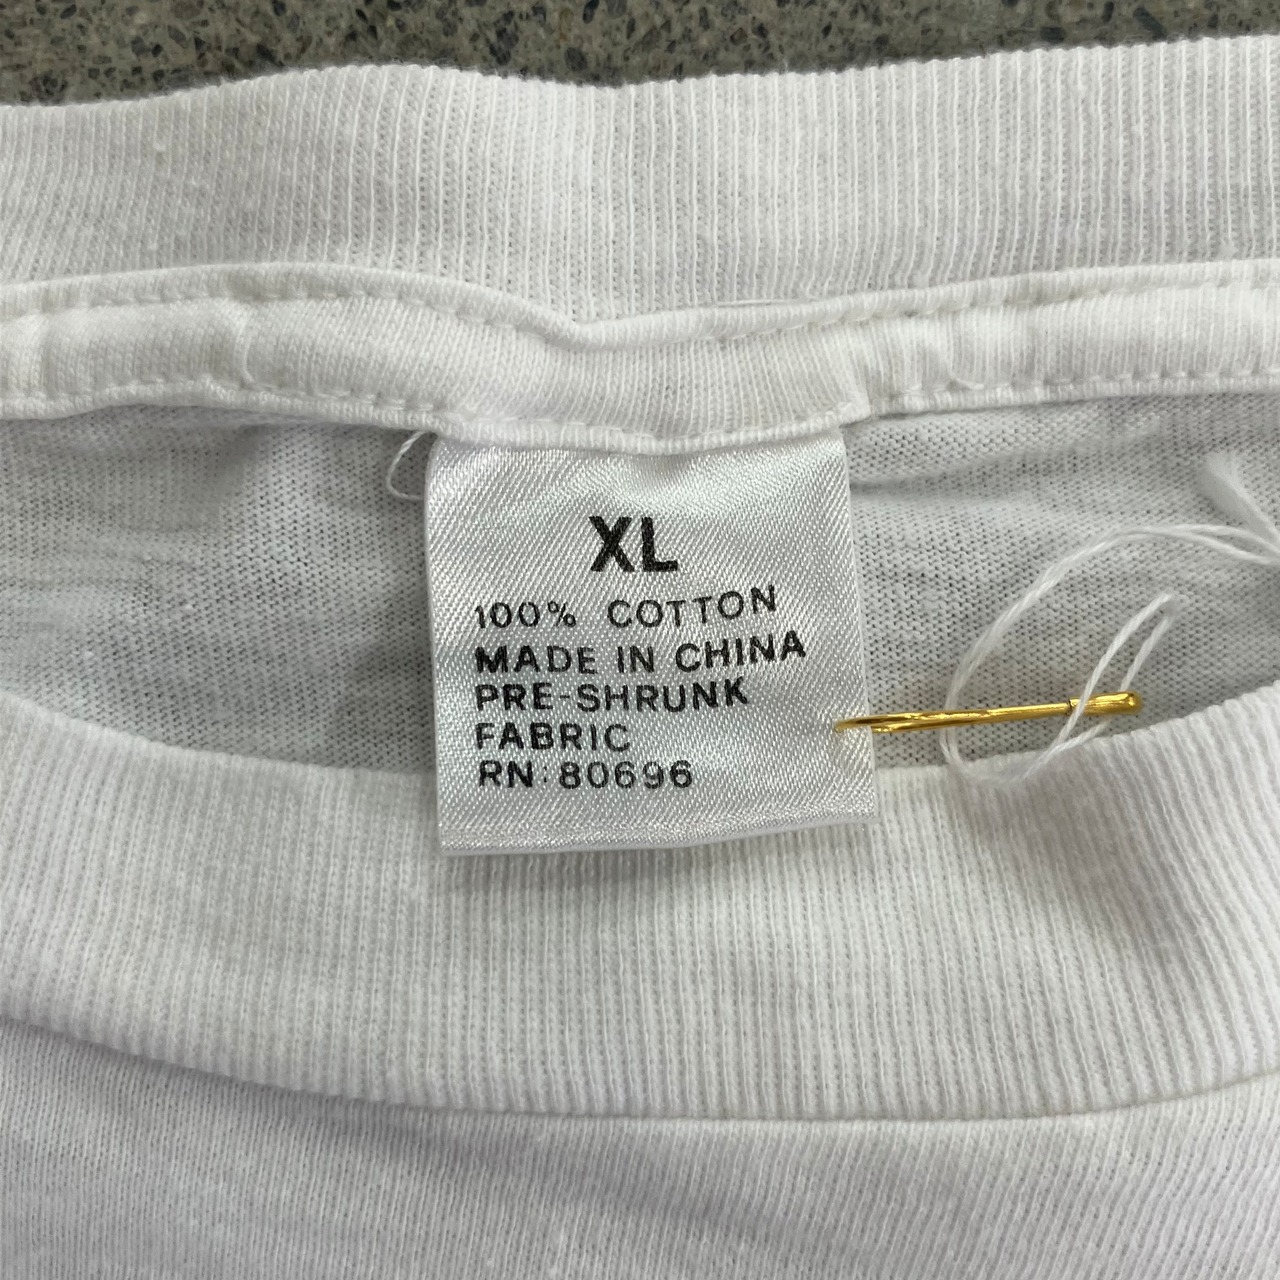 XL
100% COTTON
MADE IN CHINA
PRE-SHRUNK
FABRIC
RN:80696